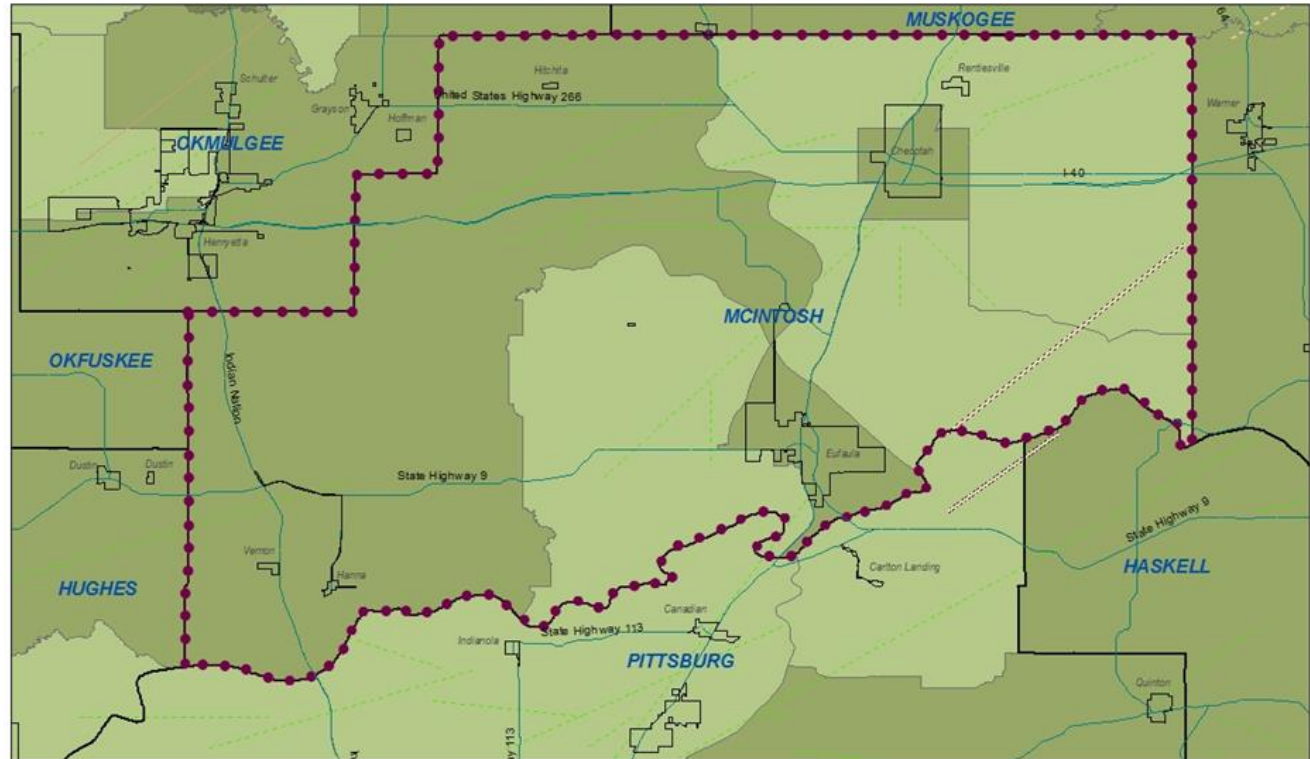 MUSKOGEE
64
Schulter
Hitchita
Rentiesville
Grayson
United States Highway 266
Hoffman
Warner
OKMULGEE
Checotah
I-40
Henryetta
MCINTOSH
OKFUSKEE
Indian Nation
Dustin
Dustin
State Highway 9
Eufaula
State Highway 9
Vernon
Hanna
Carlton Landing
HASKELL
HUGHES
Canadian
Indianola
State Highway 113
PITTSBURG
Quinton